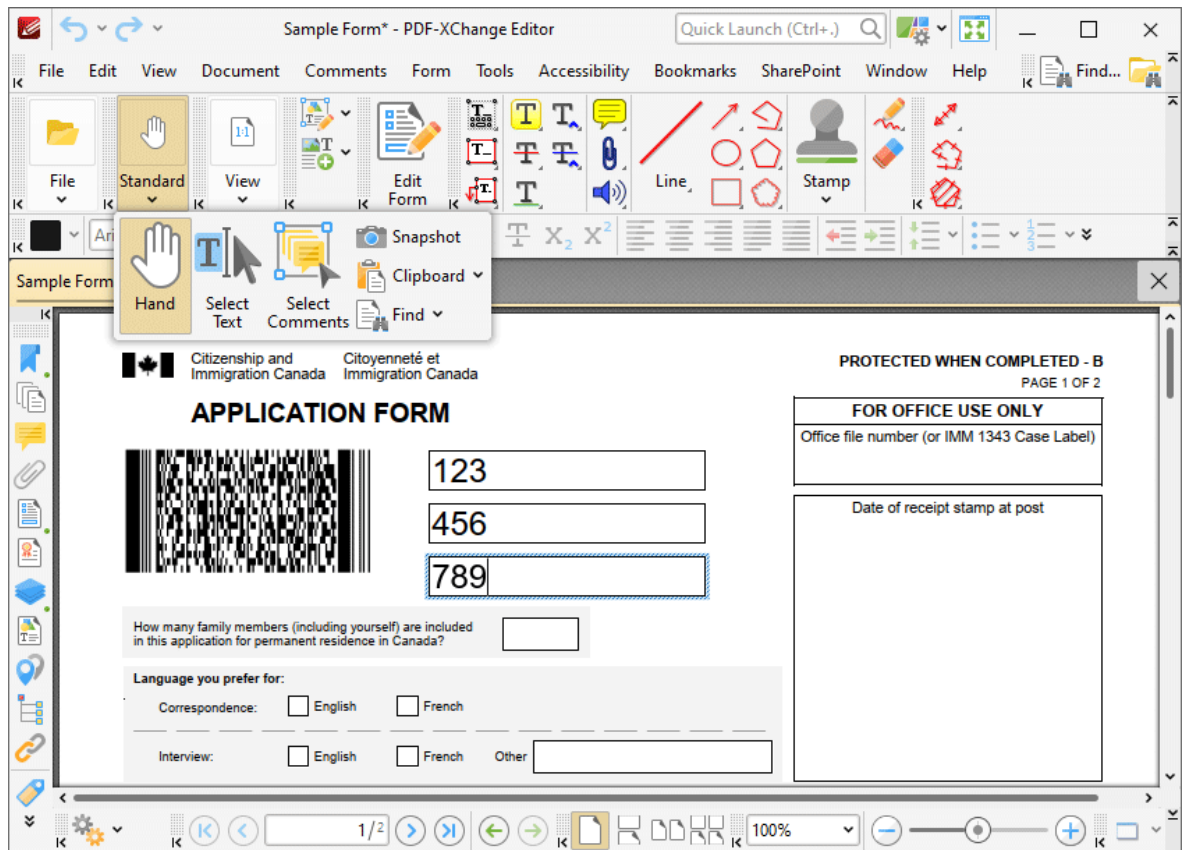 Sample Form* - PDF-XChange Editor
Quick Launch (Ctrl+.)
File Edit View Document Comments Form Tools Accessibility Bookmarks SharePoint Window Help Find...
File Standard View Edit Form Line Stamp
Hand
Select Text
Select Comments
Snapshot
Clipboard
Find
Sample Form
Citizenship and Immigration Canada
Citoyenneté et Immigration Canada
PROTECTED WHEN COMPLETED - B
PAGE 1 OF 2
APPLICATION FORM
FOR OFFICE USE ONLY
Office file number (or IMM 1343 Case Label)
123
456
789
Date of receipt stamp at post
How many family members (including yourself) are included
in this application for permanent residence in Canada?
Language you prefer for:
Correspondence: English French
Interview: English French Other
1/2
100%